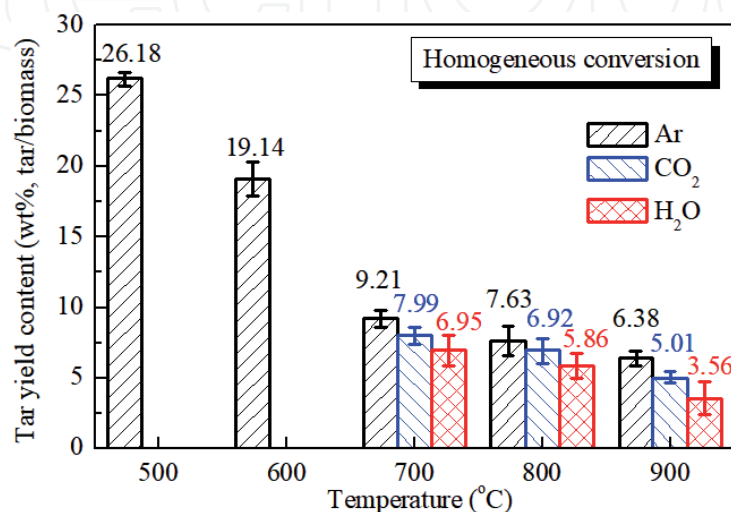 Homogeneous conversion
Ar
CO₂
H₂O
Tar yield content (wt%, tar/biomass)
30
25
20
15
10
5
0
26.18
19.14
9.21
7.99
6.95
7.63
6.92
5.86
6.38
5.01
3.56
500 600 700 800 900
Temperature (°C)